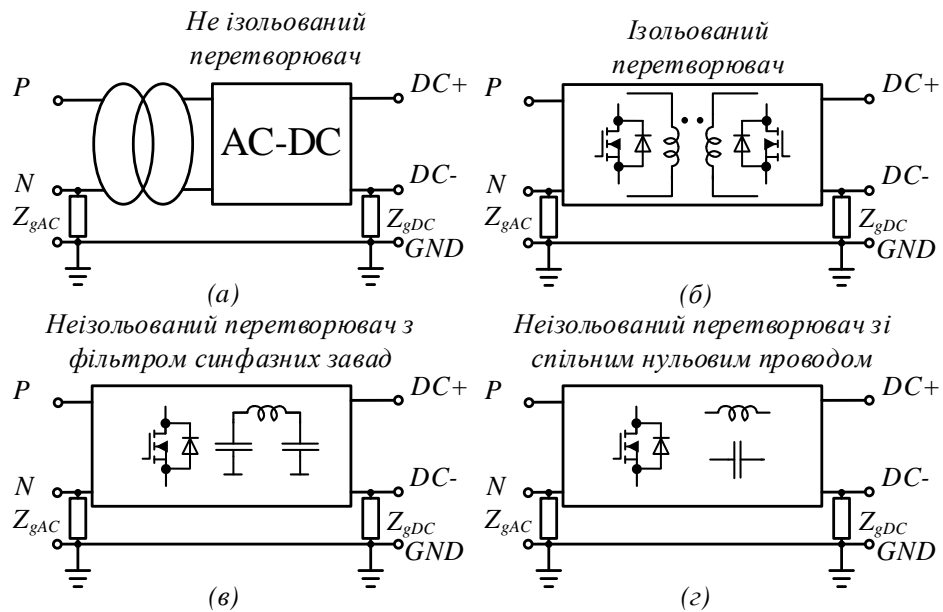 Не ізольований
перетворювач
P
AC-DC
DC+
N
DC-
Z_gAC
Z_gDC
GND
(а)
Ізольований
перетворювач
P
DC+
N
DC-
Z_gAC
Z_gDC
GND
(б)
Неізольований перетворювач з
фільтром синфазних завад
P
DC+
N
DC-
Z_gAC
Z_gDC
GND
(в)
Неізольований перетворювач зі
спільним нульовим проводом
P
DC+
N
DC-
Z_gAC
Z_gDC
GND
(г)